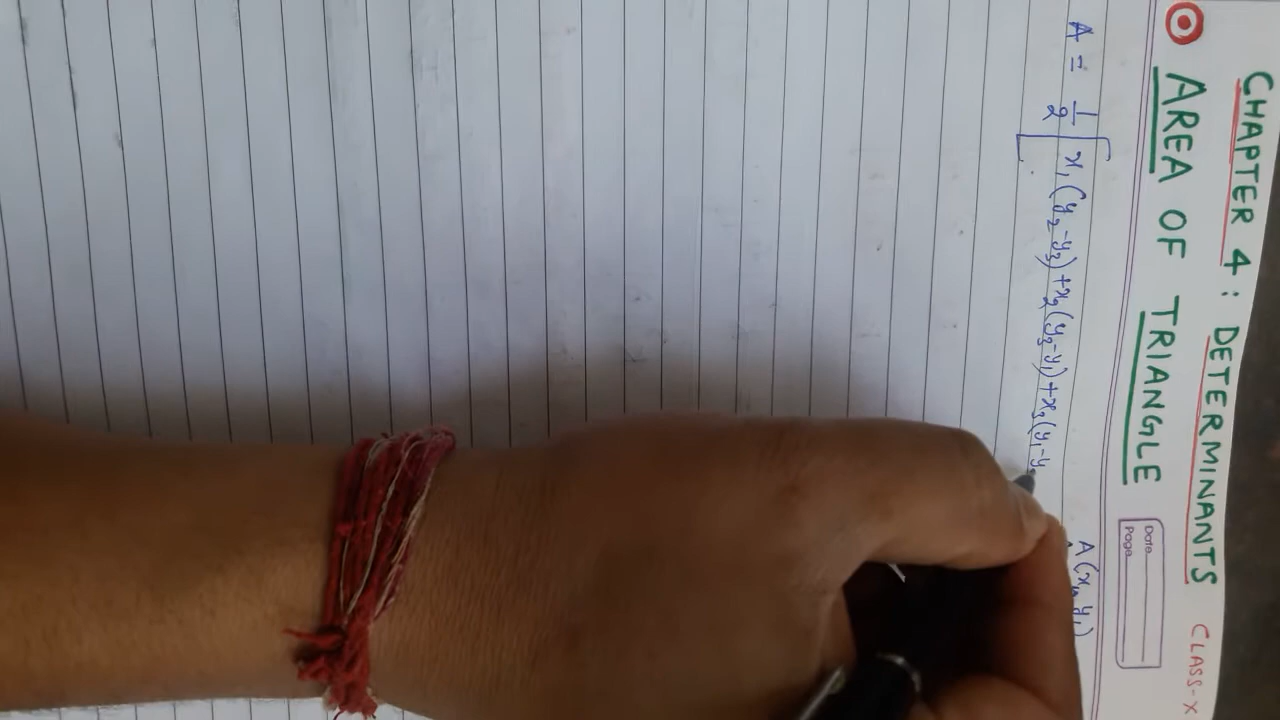 CHAPTER 4 : DETERMINANTS CLASS-X
AREA OF TRIANGLE
Date
Page
A = 1/2 [ x₁(y₂-y₃)+x₂(y₃-y₁)+x₃(y₁-y
A(x₁, y₁)